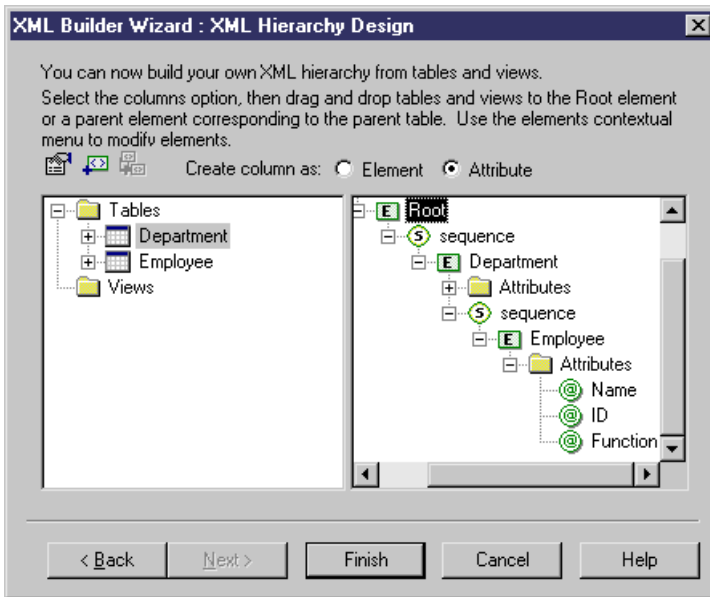 XML Builder Wizard : XML Hierarchy Design
You can now build your own XML hierarchy from tables and views.
Select the columns option, then drag and drop tables and views to the Root element
or a parent element corresponding to the parent table. Use the elements contextual
menu to modify elements.
Create column as: Element Attribute
Tables
Department
Employee
Views
E Root
S sequence
E Department
Attributes
S sequence
E Employee
Attributes
@ Name
@ ID
@ Function
< Back Next > Finish Cancel Help